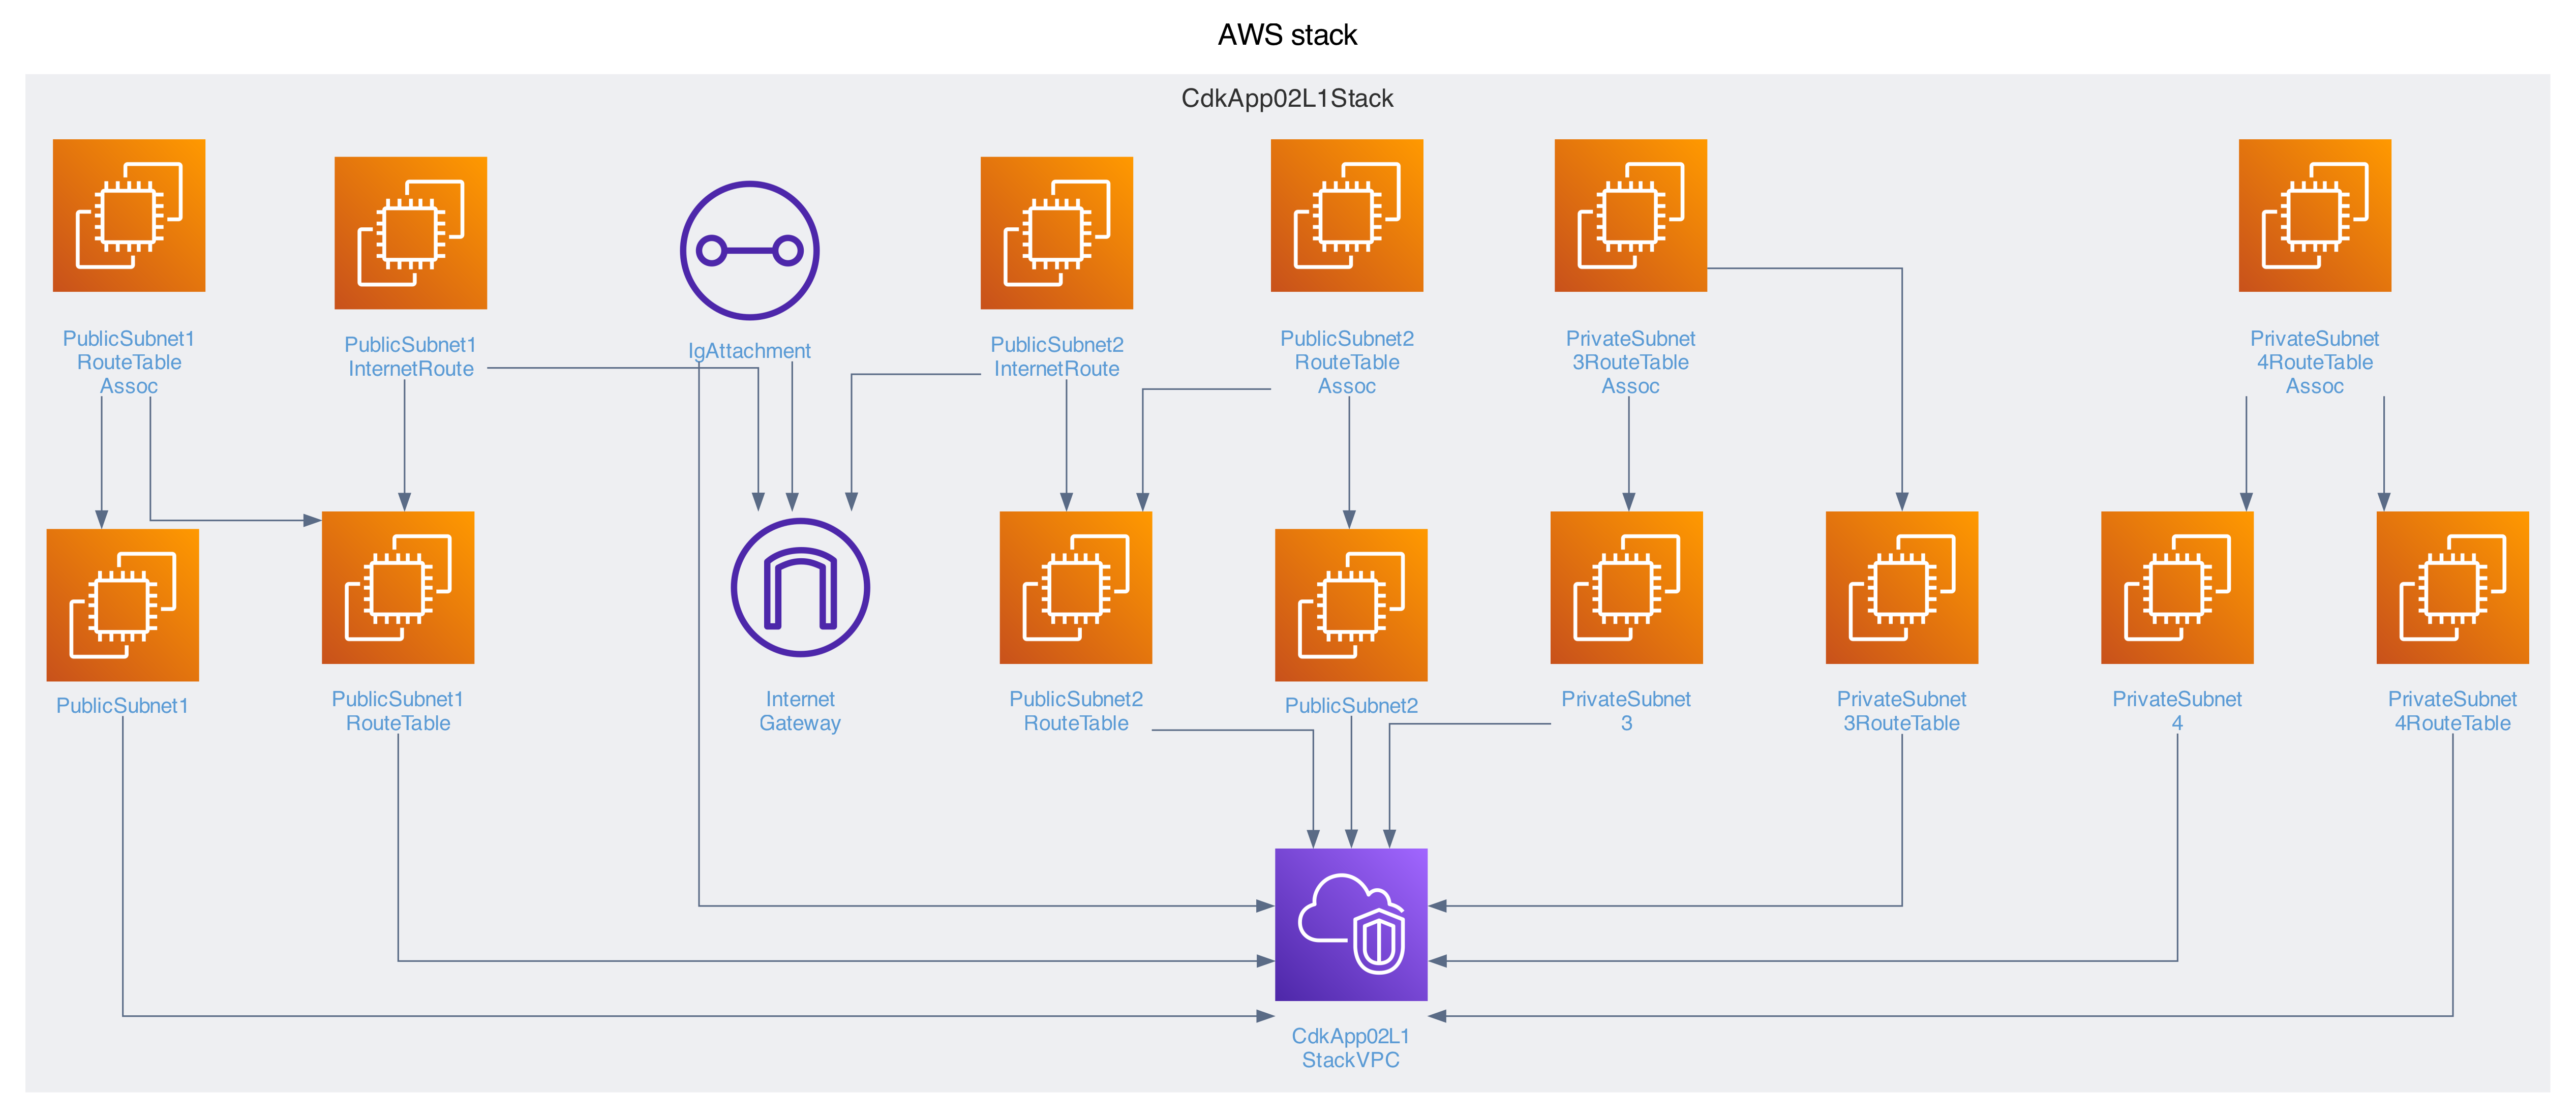 AWS stack
CdkApp02L1Stack
PublicSubnet1
RouteTable
Assoc
PublicSubnet1
InternetRoute
IgAttachment
PublicSubnet2
InternetRoute
PublicSubnet2
RouteTable
Assoc
PrivateSubnet
3RouteTable
Assoc
PrivateSubnet
4RouteTable
Assoc
PublicSubnet1
PublicSubnet1
RouteTable
Internet
Gateway
PublicSubnet2
RouteTable
PublicSubnet2
PrivateSubnet
3
PrivateSubnet
3RouteTable
PrivateSubnet
4
PrivateSubnet
4RouteTable
CdkApp02L1
StackVPC